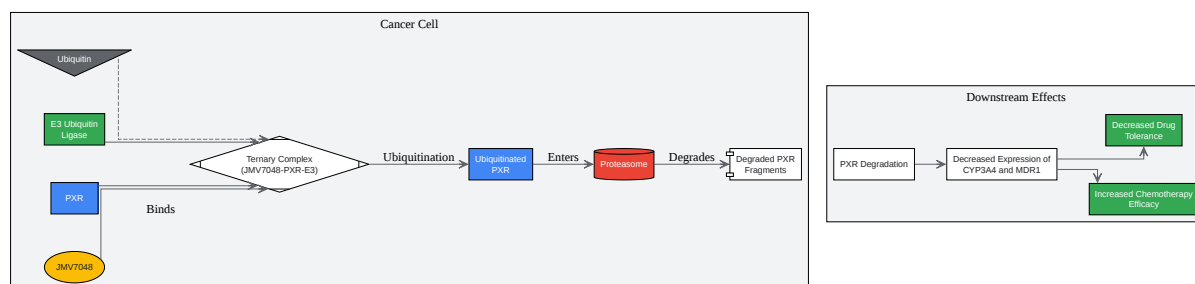 Cancer Cell
Ubiquitin
E3 Ubiquitin
Ligase
PXR
Binds
JMV7048
Ternary Complex
(JMV7048-PXR-E3)
Ubiquitination
Ubiquitinated
PXR
Enters
Proteasome
Degrades
Degraded PXR
Fragments
Downstream Effects
PXR Degradation
Decreased Expression of
CYP3A4 and MDR1
Decreased Drug
Tolerance
Increased Chemotherapy
Efficacy